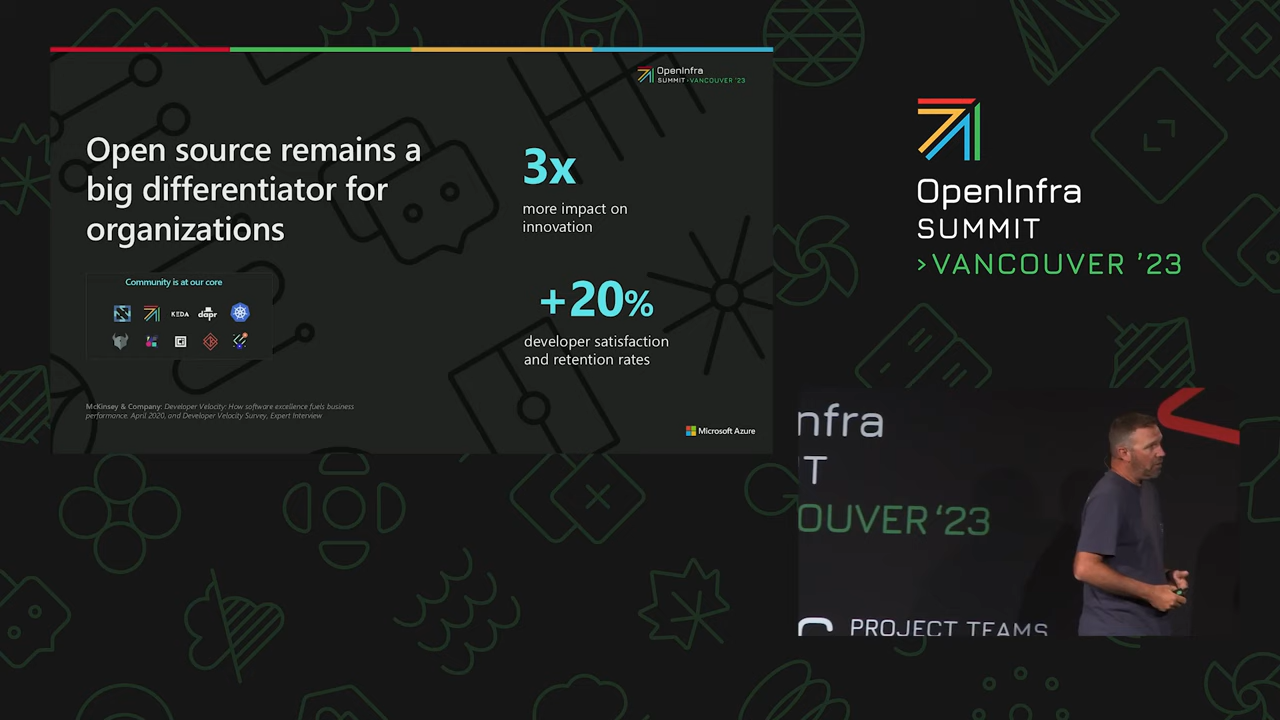 OpenInfra
SUMMIT›VANCOUVER '23
Open source remains a
big differentiator for
organizations
Community is at our core
KEDA
dapr
McKinsey & Company: Developer Velocity: How software excellence fuels business
performance. April 2020, and Developer Velocity Survey, Expert Interview
3x
more impact on
innovation
+20%
developer satisfaction
and retention rates
Microsoft Azure
OpenInfra
SUMMIT
›VANCOUVER '23
nfra
T
OUVER '23
PROJECT TEAMS